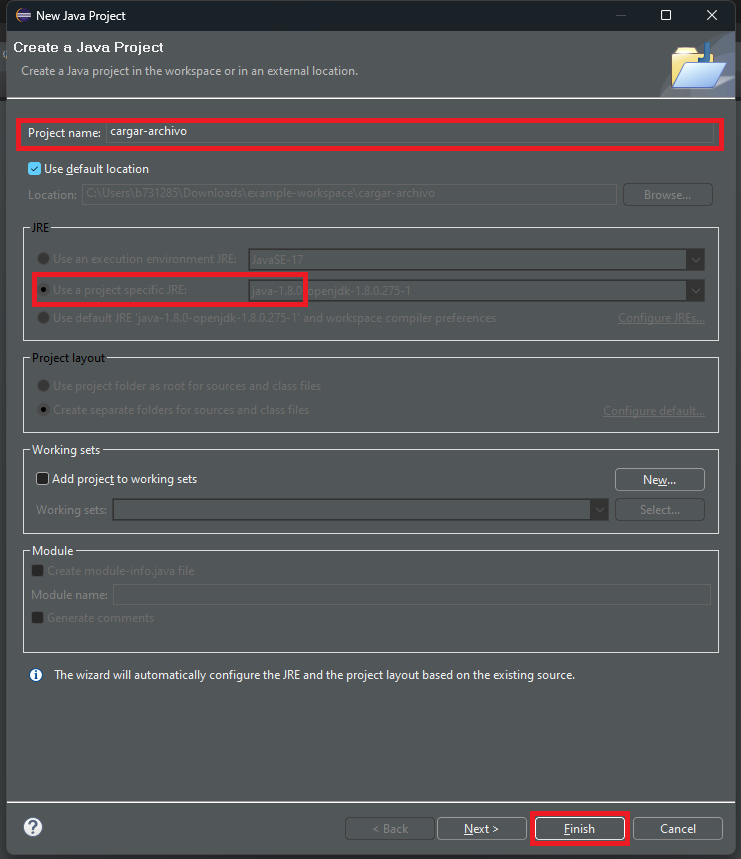 New Java Project
Create a Java Project
Create a Java project in the workspace or in an external location.
Project name: cargar-archivo
Use default location
Location: C:\Users\b731285\Downloads\example-workspace\cargar-archivo Browse...
JRE
Use an execution environment JRE: JavaSE-17
Use a project specific JRE: java-1.8.0-openjdk-1.8.0.275-1
Use default JRE 'java-1.8.0-openjdk-1.8.0.275-1' and workspace compiler preferences Configure JREs...
Project layout
Use project folder as root for sources and class files
Create separate folders for sources and class files Configure default...
Working sets
Add project to working sets New...
Working sets: Select...
Module
Create module-info.java file
Module name:
Generate comments
The wizard will automatically configure the JRE and the project layout based on the existing source.
? < Back Next > Finish Cancel